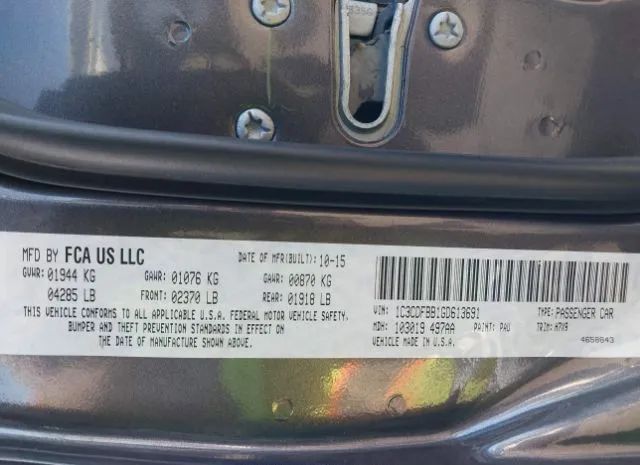 MFD BY FCA US LLC
DATE OF MFR(BUILT): 10-15
GVWR: 01944 KG
GAWR: 01076 KG
GAWR: 00870 KG
04285 LB
FRONT: 02370 LB
REAR: 01918 LB
THIS VEHICLE CONFORMS TO ALL APPLICABLE U.S.A. FEDERAL MOTOR VEHICLE SAFETY,
BUMPER AND THEFT PREVENTION STANDARDS IN EFFECT ON
THE DATE OF MANUFACTURE SHOWN ABOVE.
VIN: 1C3CDFBB1GD613691
TYPE: PASSENGER CAR
MDH: 103019 497AA
PAINT: PAU
TRIM: H7X9
MADE IN U.S.A.
4658643